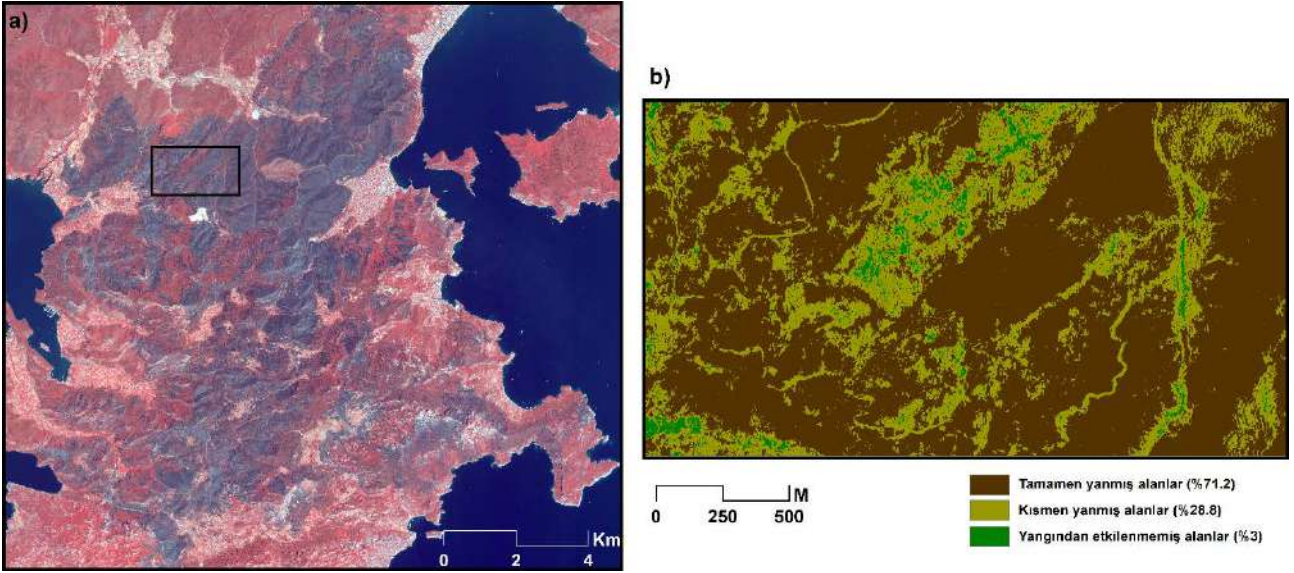 a)
Km
0 2 4
b)
M
0 250 500
Tamamen yanmış alanlar (%71.2)
Kısmen yanmış alanlar (%28.8)
Yangından etkilenmemiş alanlar (%3)